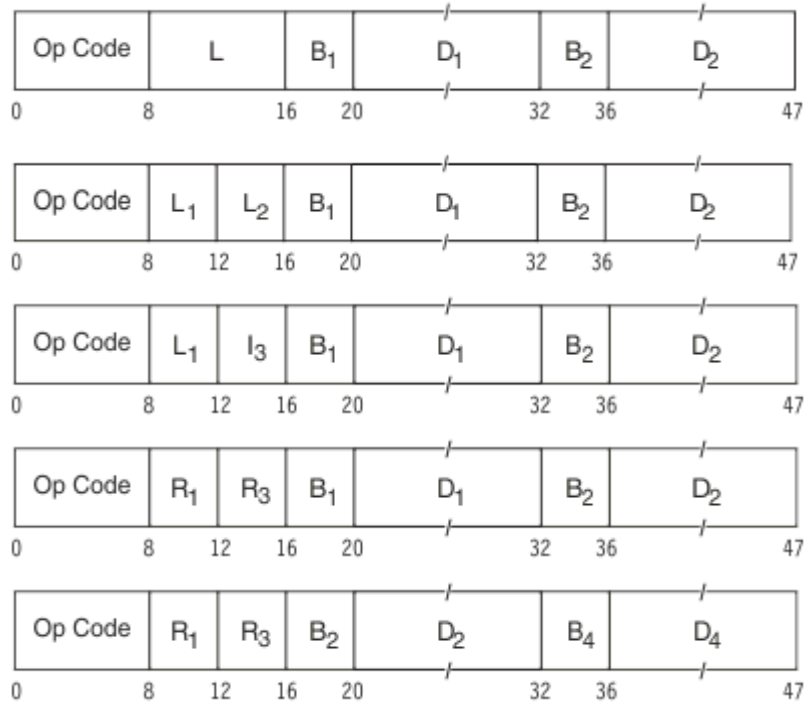 Op Code L B₁ D₁ B₂ D₂
0 8 16 20 32 36 47
Op Code L₁ L₂ B₁ D₁ B₂ D₂
0 8 12 16 20 32 36 47
Op Code L₁ I₃ B₁ D₁ B₂ D₂
0 8 12 16 20 32 36 47
Op Code R₁ R₃ B₁ D₁ B₂ D₂
0 8 12 16 20 32 36 47
Op Code R₁ R₃ B₂ D₂ B₄ D₄
0 8 12 16 20 32 36 47